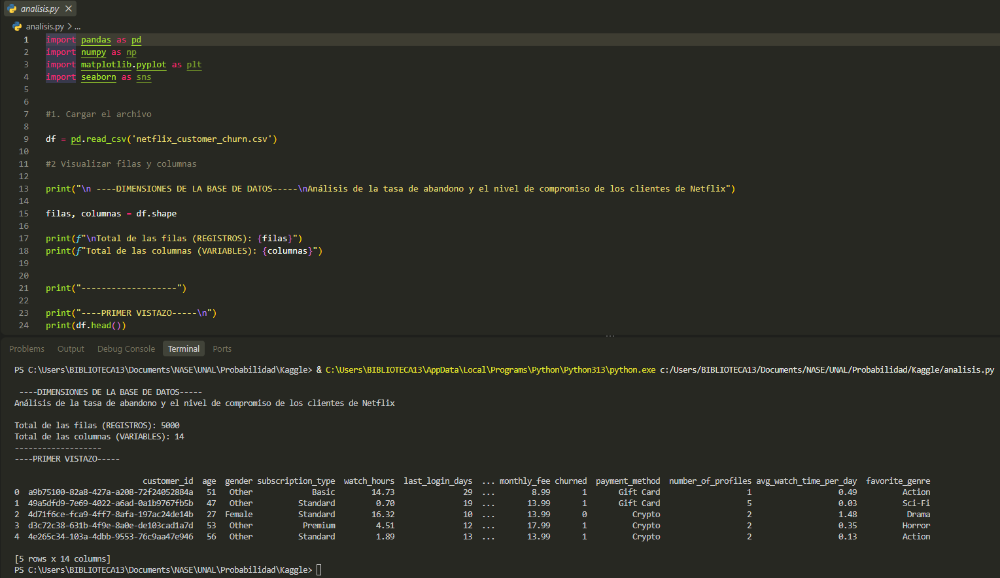 analisis.py
analisis.py > ...
1 import pandas as pd
2 import numpy as np
3 import matplotlib.pyplot as plt
4 import seaborn as sns
5
6
7 #1. Cargar el archivo
8
9 df = pd.read_csv('netflix_customer_churn.csv')
10
11 #2 Visualizar filas y columnas
12
13 print("\n ----DIMENSIONES DE LA BASE DE DATOS-----\nAnálisis de la tasa de abandono y el nivel de compromiso de los clientes de Netflix")
14
15 filas, columnas = df.shape
16
17 print(f"\nTotal de las filas (REGISTROS): {filas}")
18 print(f"Total de las columnas (VARIABLES): {columnas}")
19
20
21 print("-------------------")
22
23 print("----PRIMER VISTAZO-----\n")
24 print(df.head())
Problems Output Debug Console Terminal Ports
PS C:\Users\BIBLIOTECA13\Documents\NASE\UNAL\Probabilidad\Kaggle> & C:\Users\BIBLIOTECA13\AppData\Local\Programs\Python\Python313\python.exe c:/Users/BIBLIOTECA13/Documents/NASE/UNAL/Probabilidad/Kaggle/analisis.py
----DIMENSIONES DE LA BASE DE DATOS-----
Análisis de la tasa de abandono y el nivel de compromiso de los clientes de Netflix
Total de las filas (REGISTROS): 5000
Total de las columnas (VARIABLES): 14
-------------------
----PRIMER VISTAZO-----
customer_id age gender subscription_type watch_hours last_login_days ... monthly_fee churned payment_method number_of_profiles avg_watch_time_per_day favorite_genre
0 a9b75100-82a8-427a-a208-72f24052884a 51 Other Basic 14.73 29 ... 8.99 1 Gift Card 1 0.49 Action
1 49a5dfd9-7e69-4022-a6ad-0a1b9767fb5b 47 Other Standard 0.70 19 ... 13.99 1 Gift Card 5 0.03 Sci-Fi
2 4d71f6ce-fca9-4ff7-8afa-197ac24de14b 27 Female Standard 16.32 10 ... 13.99 0 Crypto 2 1.48 Drama
3 d3c72c38-631b-4f9e-8a0e-de103cad1a7d 53 Other Premium 4.51 12 ... 17.99 1 Crypto 2 0.35 Horror
4 4e265c34-103a-4dbb-9553-76c9aa47e946 56 Other Standard 1.89 13 ... 13.99 1 Crypto 2 0.13 Action
[5 rows x 14 columns]
PS C:\Users\BIBLIOTECA13\Documents\NASE\UNAL\Probabilidad\Kaggle>